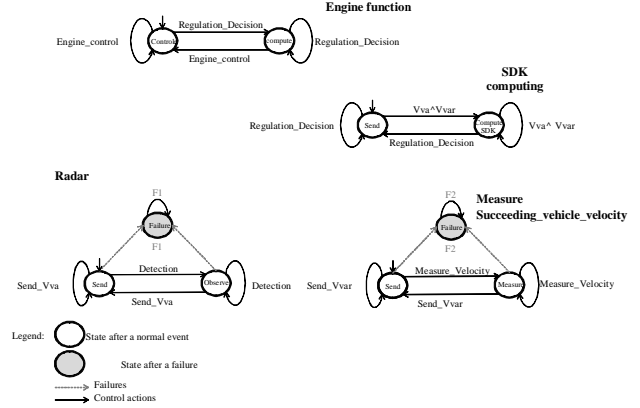 Engine function
Regulation_Decision
Engine_control
Control
compute
Regulation_Decision
Engine_control
SDK
computing
Vva^Vvar
Regulation_Decision
Send
Compute
SDK
Vva^ Vvar
Regulation_Decision
Radar
F1
Failure
F1
Detection
Send
Observe
Send_Vva
Detection
Send_Vva
Measure
Succeeding_vehicle_velocity
F2
Failure
F2
Measure_Velocity
Send_Vvar
Send
Measure
Measure_Velocity
Send_Vvar
Legend:
State after a normal event
State after a failure
Failures
Control actions